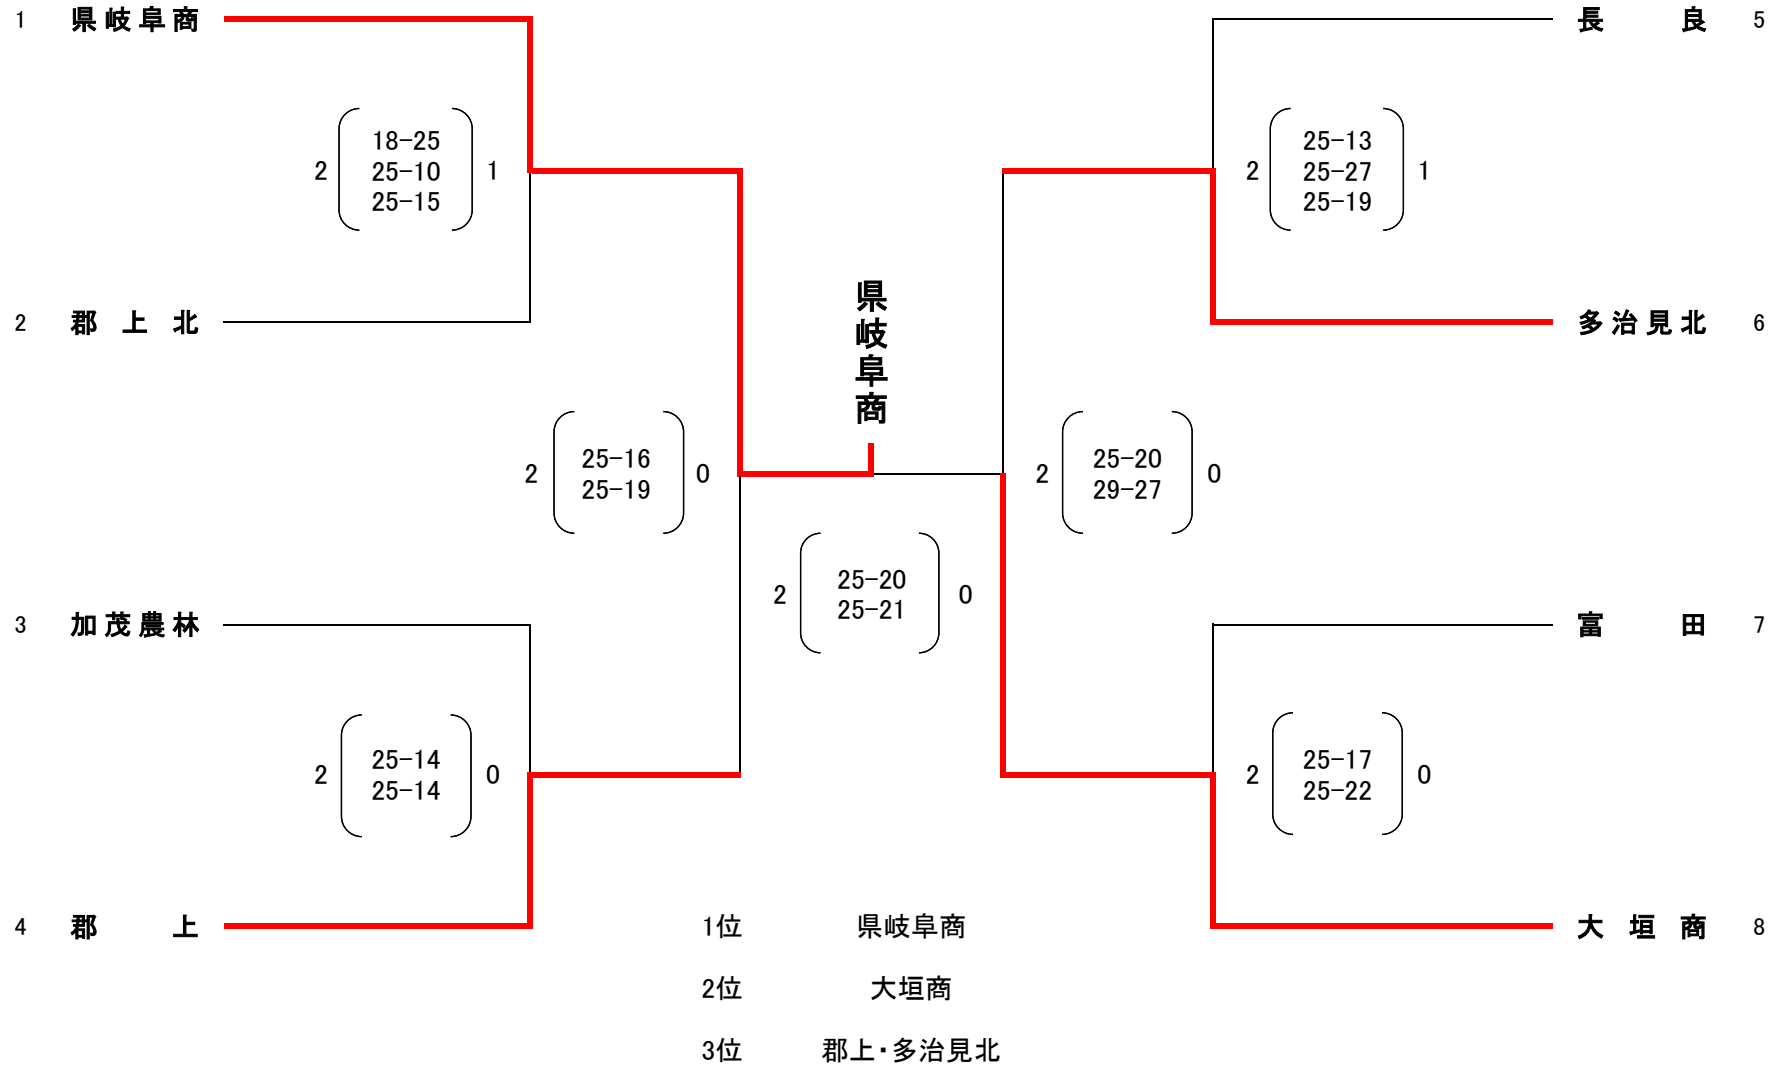 1 県岐阜商
長良 5
18-25
2 25-10 1
25-15
25-13
2 25-27 1
25-19
2 郡上北
県岐阜商
多治見北 6
25-16
2 0
25-19
25-20
2 0
29-27
25-20
2 0
25-21
3 加茂農林
富田 7
25-14
2 0
25-14
25-17
2 0
25-22
4 郡上
大垣商 8
1位 県岐阜商
2位 大垣商
3位 郡上・多治見北